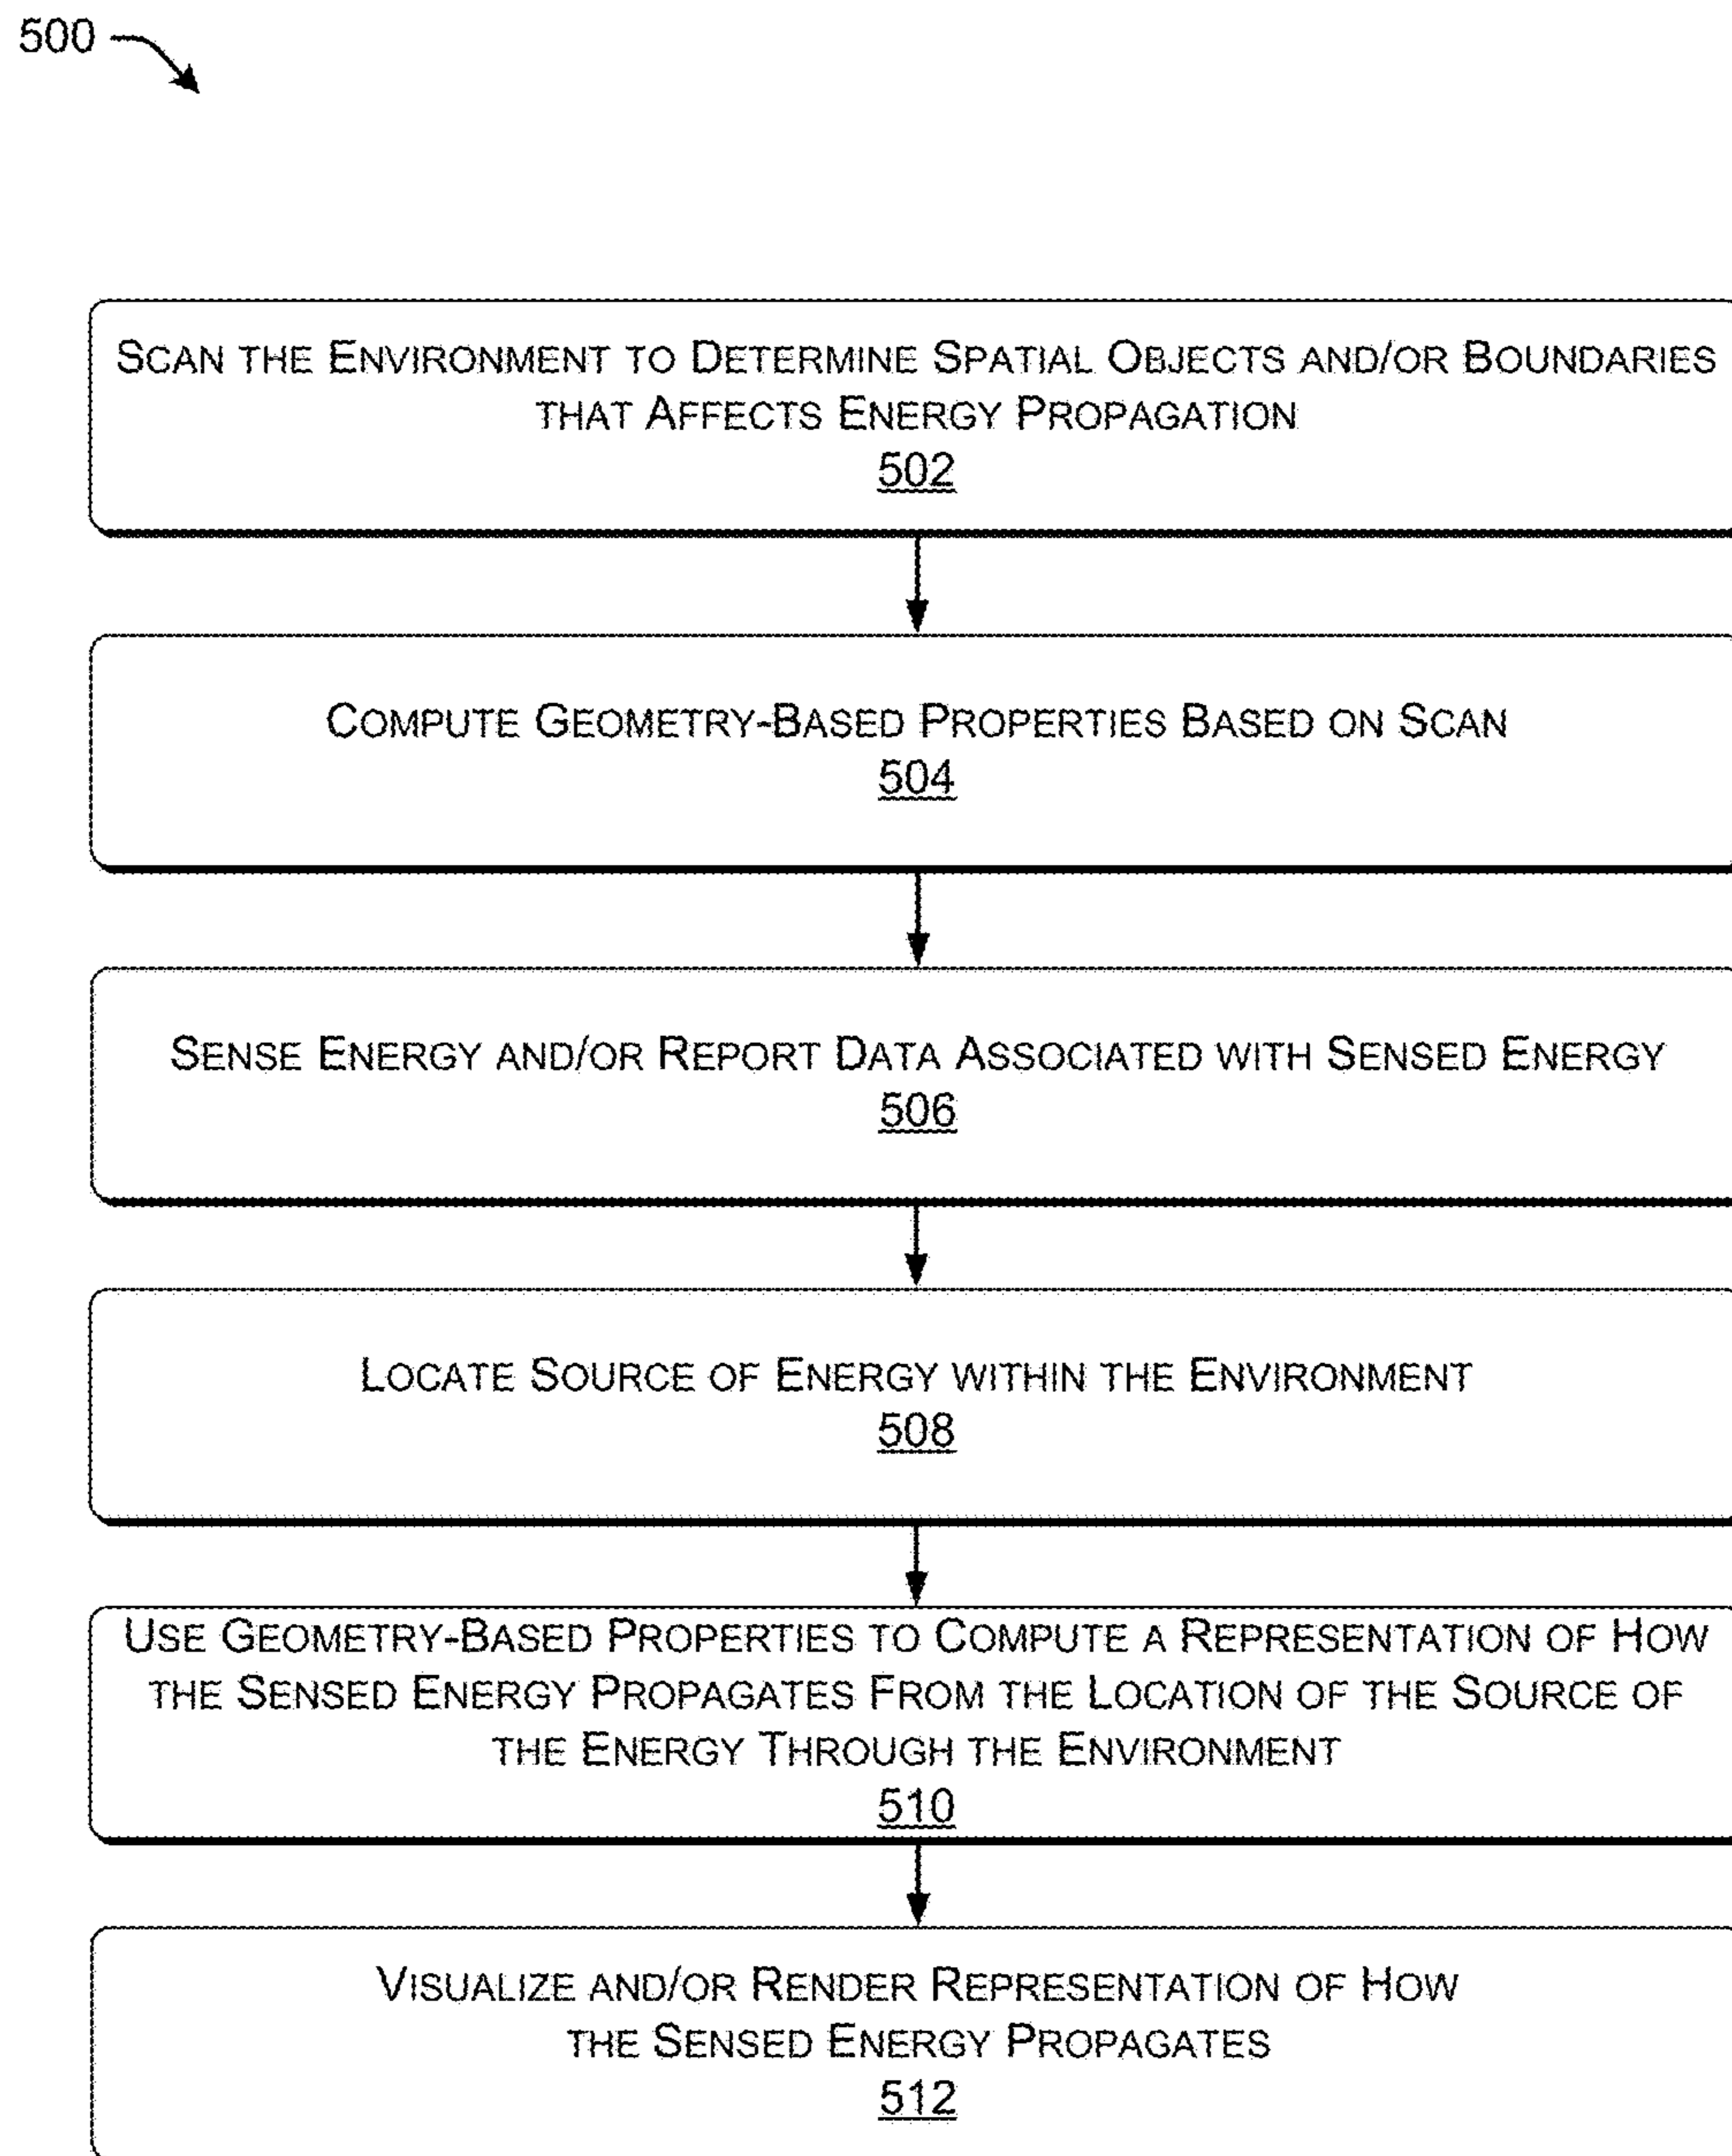 500
Scan the Environment to Determine Spatial Objects and/or Boundaries
that Affects Energy Propagation
502
Compute Geometry-Based Properties Based on Scan
504
Sense Energy and/or Report Data Associated with Sensed Energy
506
Locate Source of Energy within the Environment
508
Use Geometry-Based Properties to Compute a Representation of How
the Sensed Energy Propagates From the Location of the Source of
the Energy Through the Environment
510
Visualize and/or Render Representation of How
the Sensed Energy Propagates
512